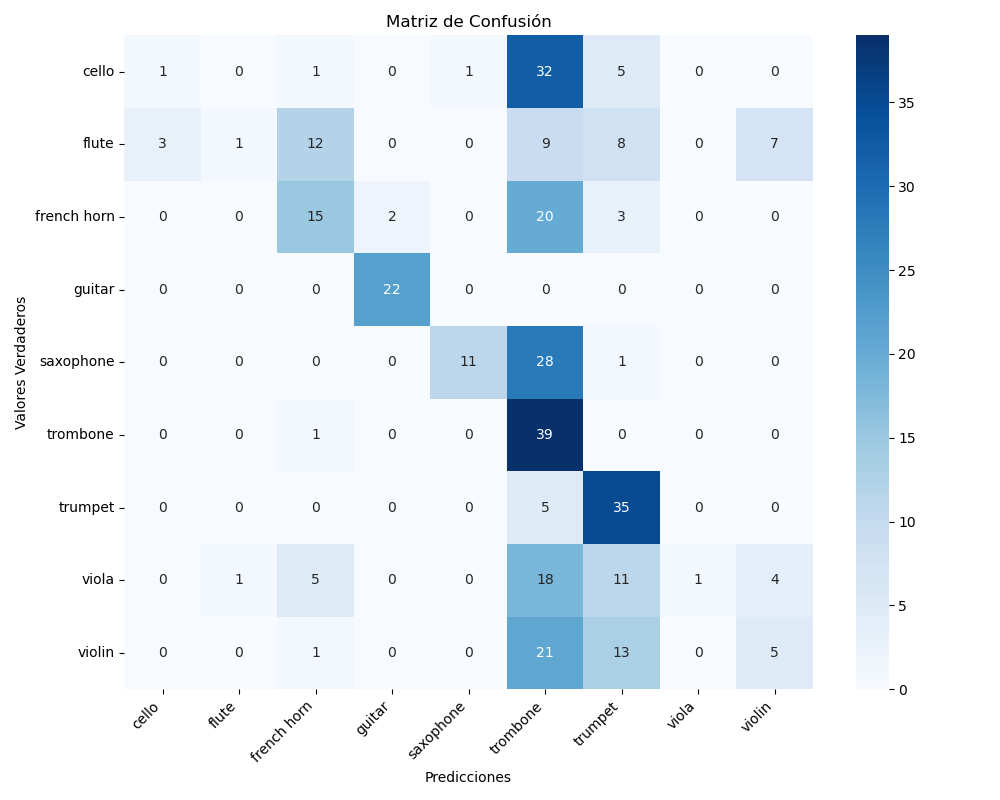 Matriz de Confusión
Valores Verdaderos
cello 1 0 1 0 1 32 5 0 0
flute 3 1 12 0 0 9 8 0 7
french horn 0 0 15 2 0 20 3 0 0
guitar 0 0 0 22 0 0 0 0 0
saxophone 0 0 0 0 11 28 1 0 0
trombone 0 0 1 0 0 39 0 0 0
trumpet 0 0 0 0 0 5 35 0 0
viola 0 1 5 0 0 18 11 1 4
violin 0 0 1 0 0 21 13 0 5
cello flute french horn guitar saxophone trombone trumpet viola violin
Predicciones
35
30
25
20
15
10
5
0